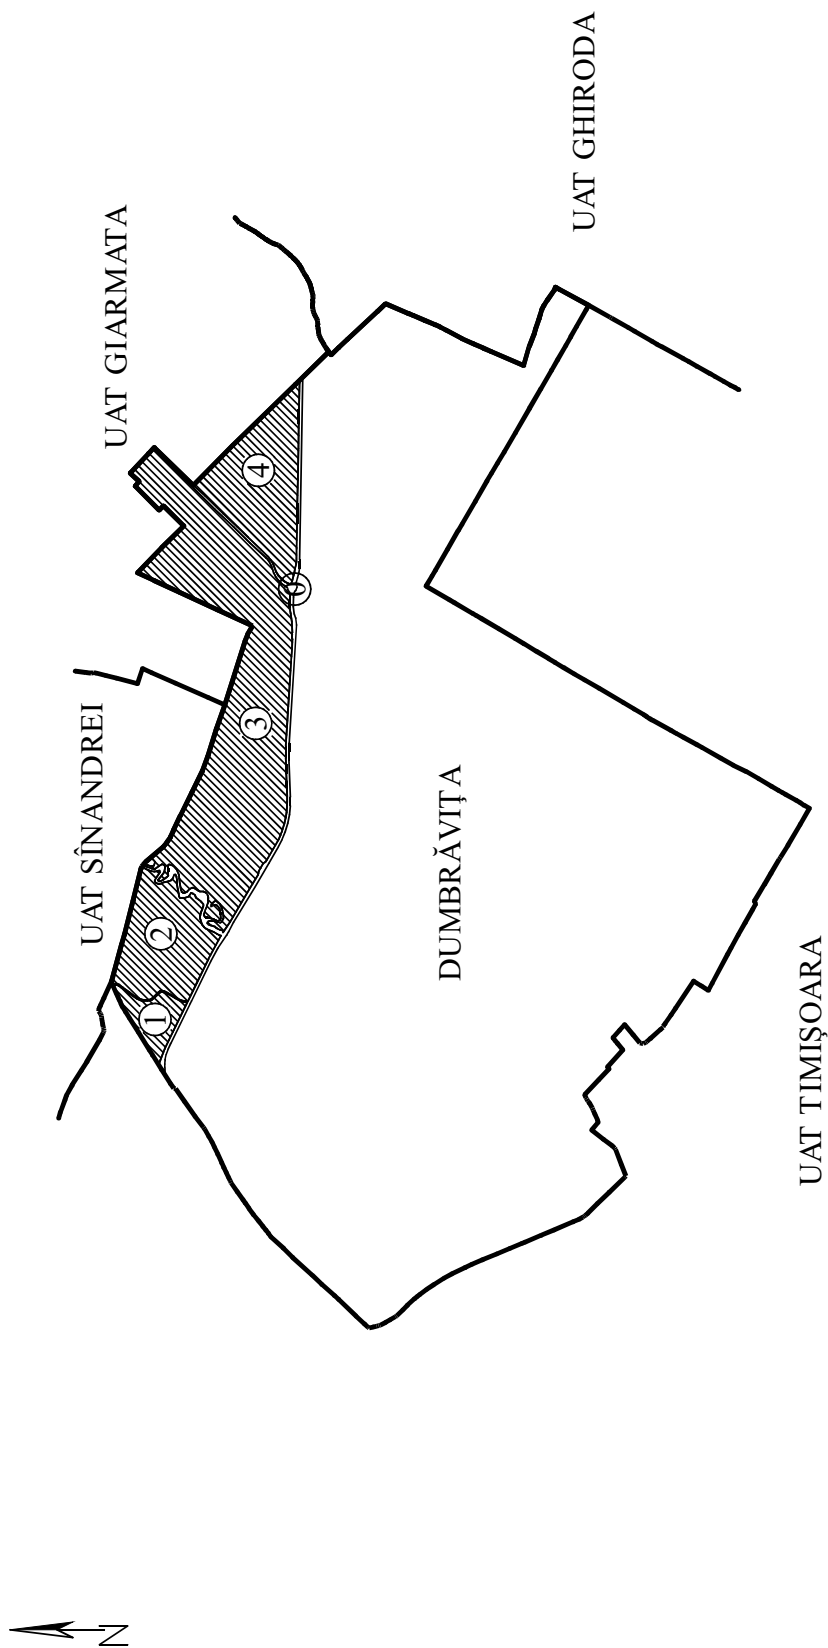 N
UAT SÎNANDREI
UAT GIARMATA
1
2
3
4
0
DUMBRĂVIȚA
UAT GHIRODA
UAT TIMIȘOARA